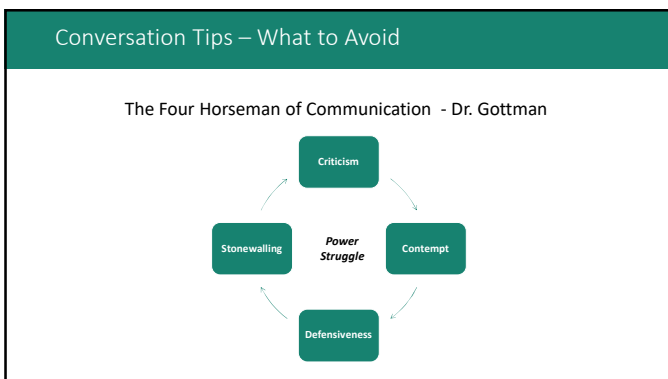 Conversation Tips – What to Avoid
The Four Horseman of Communication - Dr. Gottman
Criticism
Stonewalling
Power
Struggle
Contempt
Defensiveness